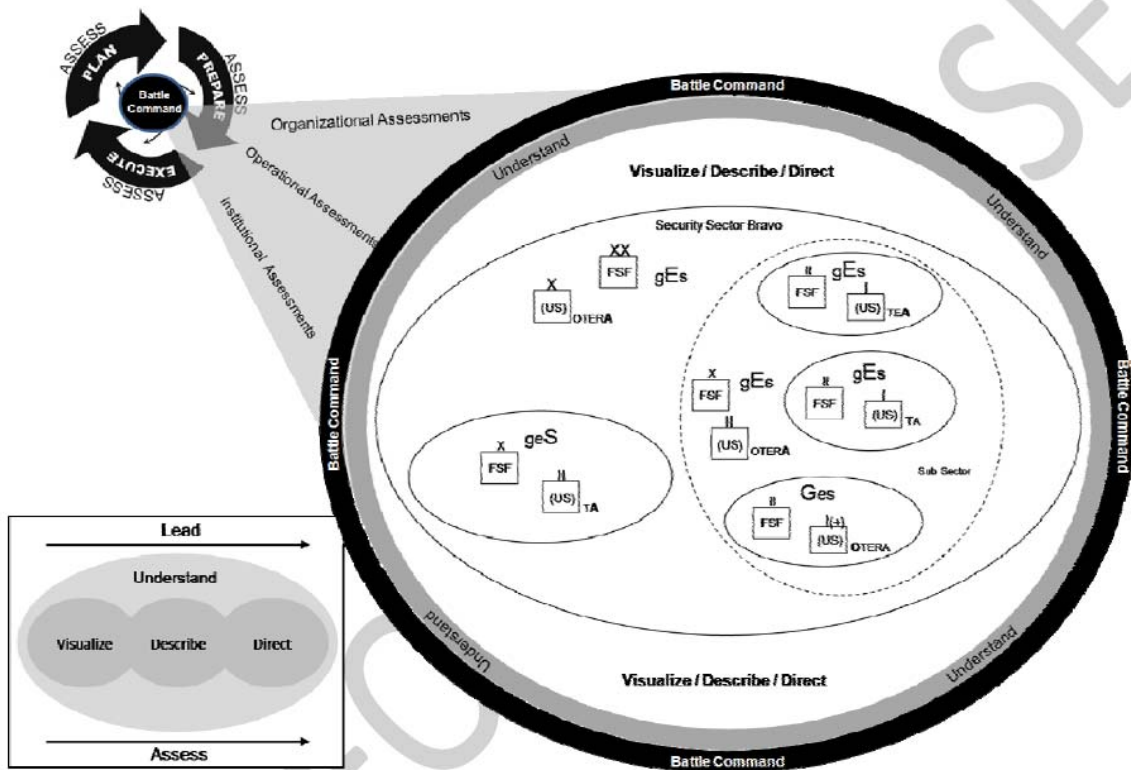 ASSESS
PLAN
ASSESS
PREPARE
Battle
Command
EXECUTE
ASSESS
Organizational Assessments
Operational Assessments
Institutional Assessments
Battle Command
Understand
Visualize / Describe / Direct
Understand
Security Sector Bravo
XX
FSF
gEs
X
(US)
OTERA
II
FSF
gEs
I
(US)
TEA
Battle Command
Battle Command
X
FSF
gEs
II
(US)
OTERA
II
FSF
gEs
I
(US)
TA
X
FSF
geS
II
(US)
TA
Sub Sector
II
FSF
Ges
I(+)
(US)
OTERA
Understand
Understand
Visualize / Describe / Direct
Battle Command
Lead
Understand
Visualize
Describe
Direct
Assess